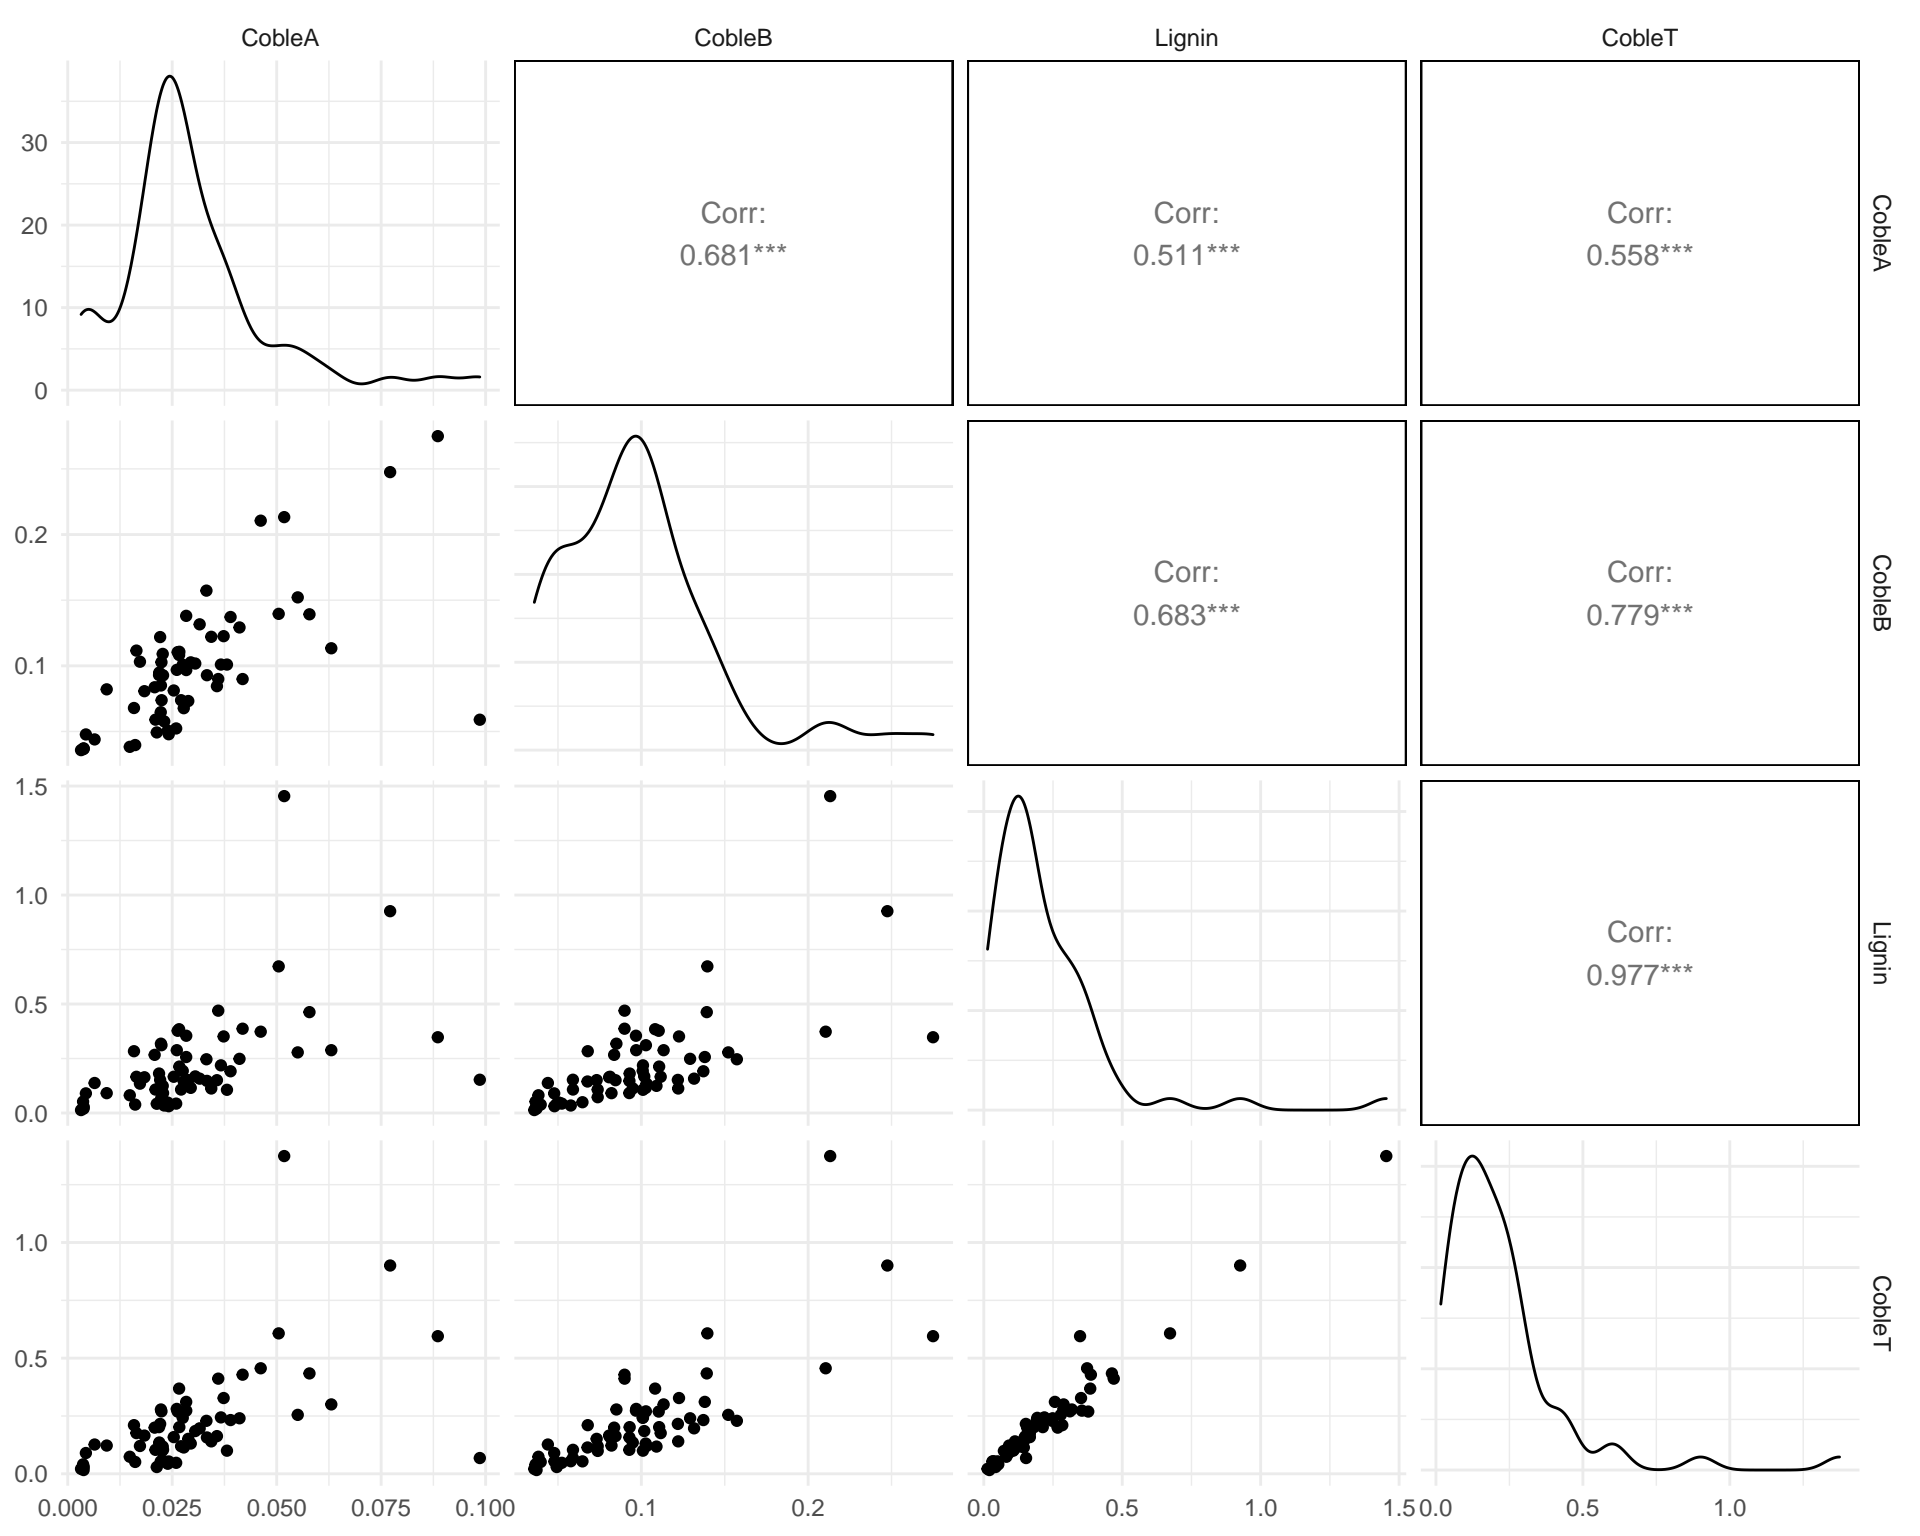 CobleA CobleB Lignin CobleT
30
20
10
0
Corr:
0.681***
Corr:
0.511***
Corr:
0.558***
CobleA
0.2
0.1
Corr:
0.683***
Corr:
0.779***
CobleB
1.5
1.0
0.5
0.0
Corr:
0.977***
Lignin
1.0
0.5
0.0
CobleT
0.000 0.025 0.050 0.075 0.100 0.1 0.2 0.0 0.5 1.0 1.5 0.0 0.5 1.0